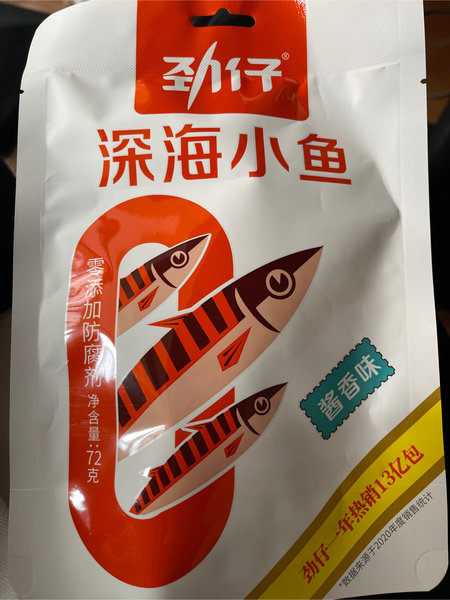 劲仔®
深海小鱼
零添加防腐剂 净含量:72克
酱香味
劲仔一年热销13亿包
*数据来源于2020年度销售统计